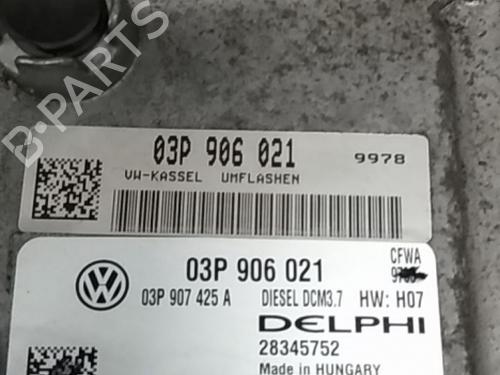 03P 906 021 9978
VW-KASSEL UMFLASHEN
CFWA
03P 906 021
03P 907 425 A DIESEL DCM3.7 HW: H07
DELPHI
28345752
Made in HUNGARY